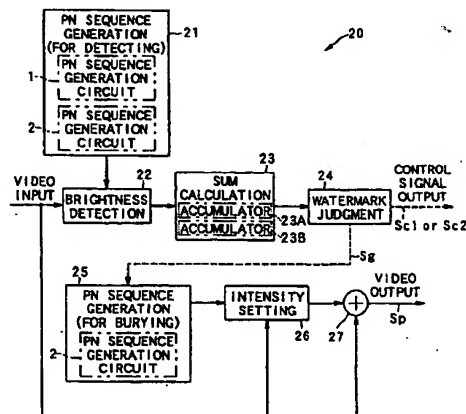 21
20
PN SEQUENCE
GENERATION
(FOR DETECTING)
1
PN SEQUENCE
GENERATION
CIRCUIT
2
PN SEQUENCE
GENERATION
CIRCUIT
VIDEO
INPUT
22
BRIGHTNESS
DETECTION
23
SUM
CALCULATION
ACCUMULATOR
23A
ACCUMULATOR
23B
24
WATERMARK
JUDGMENT
CONTROL
SIGNAL
OUTPUT
Sc1 or Sc2
Sg
25
PN SEQUENCE
GENERATION
(FOR BURYING)
2
PN SEQUENCE
GENERATION
CIRCUIT
INTENSITY
SETTING
26
27
VIDEO
OUTPUT
Sp